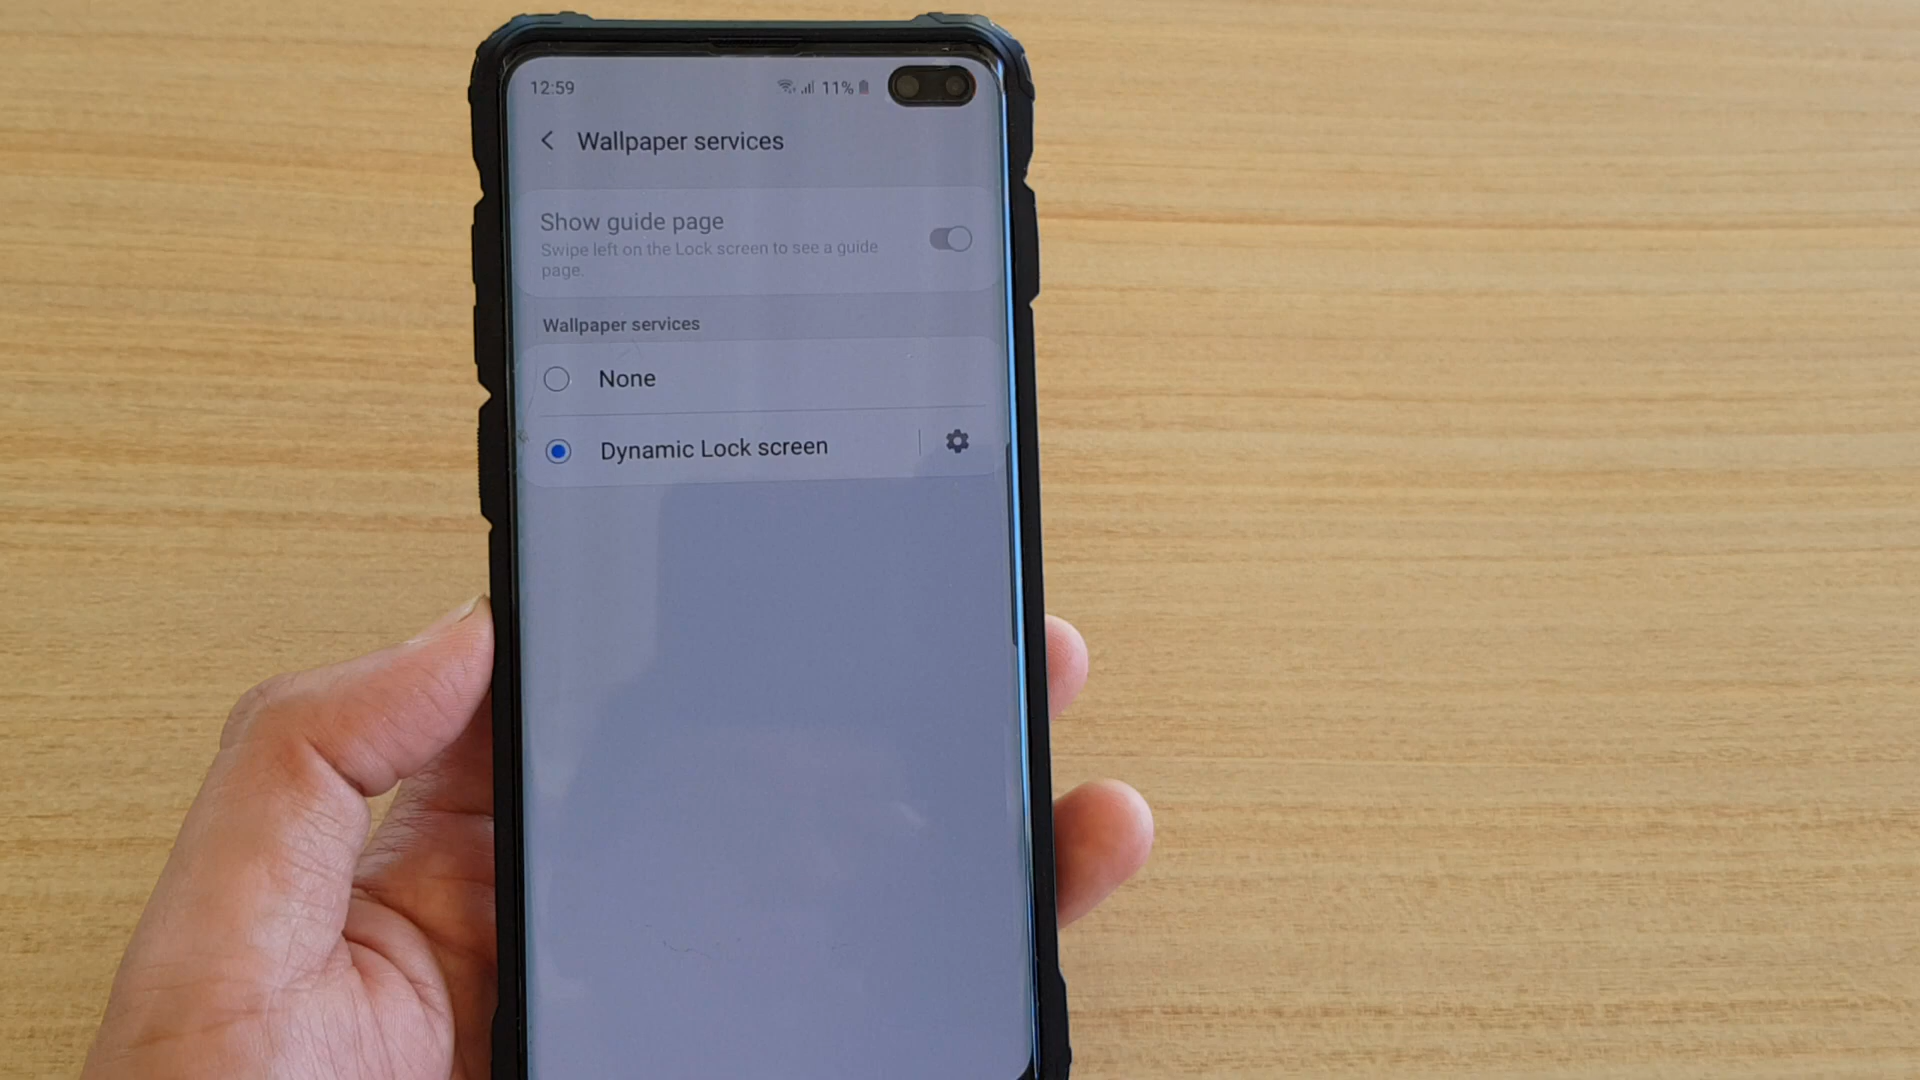 12:59 11%
Wallpaper services
Show guide page
Swipe left on the Lock screen to see a guide
page.
Wallpaper services
None
Dynamic Lock screen